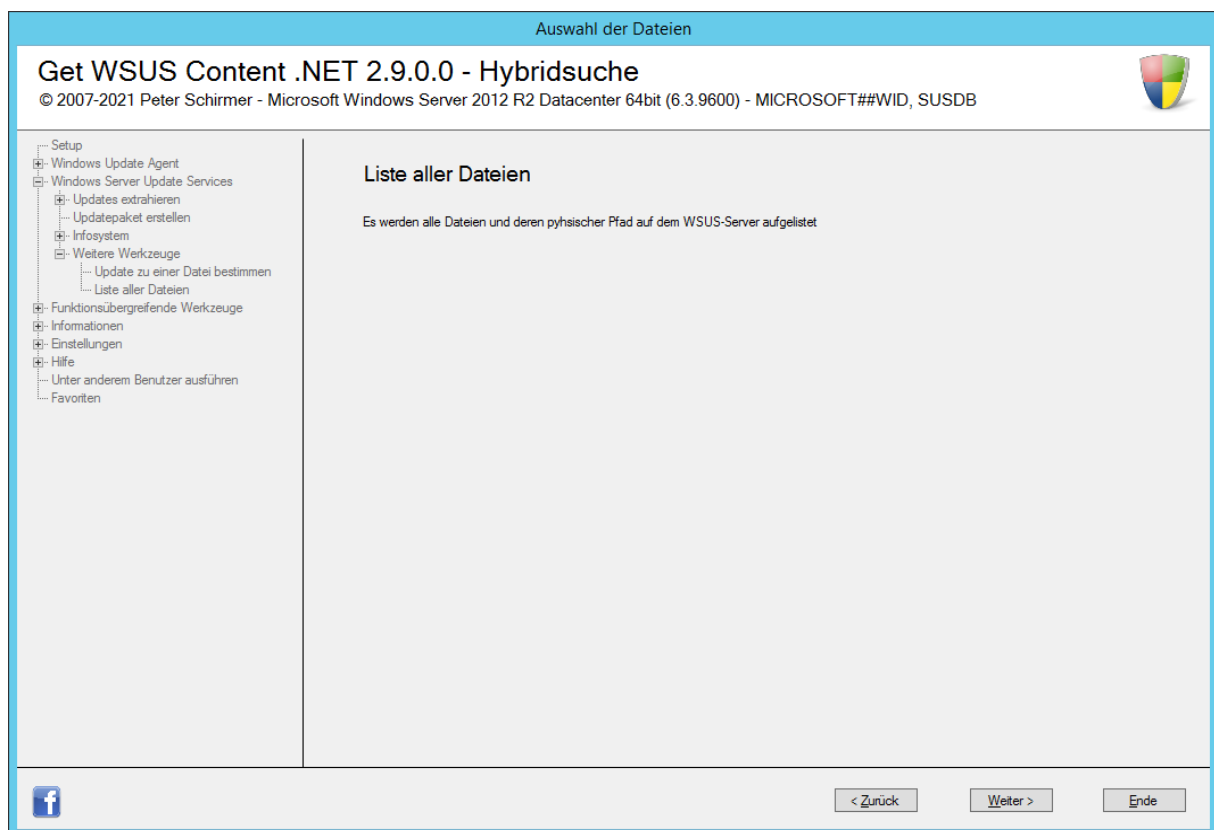 Auswahl der Dateien
Get WSUS Content .NET 2.9.0.0 - Hybridsuche
© 2007-2021 Peter Schirmer - Microsoft Windows Server 2012 R2 Datacenter 64bit (6.3.9600) - MICROSOFT##WID, SUSDB
Setup
Windows Update Agent
Windows Server Update Services
Updates extrahieren
Updatepaket erstellen
Infosystem
Weitere Werkzeuge
Update zu einer Datei bestimmen
Liste aller Dateien
Funktionsübergreifende Werkzeuge
Informationen
Einstellungen
Hilfe
Unter anderem Benutzer ausführen
Favoriten
Liste aller Dateien
Es werden alle Dateien und deren pyhsischer Pfad auf dem WSUS-Server aufgelistet
f
< Zurück
Weiter >
Ende